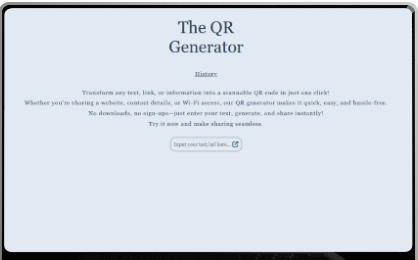 The QR
Generator
History
Transform any text, link, or information into a scannable QR code in just one click!
Whether you're sharing a website, contact details, or Wi-Fi access, our QR generator makes it quick, easy, and hassle-free.
No downloads, no sign-ups—just enter your text, generate, and share instantly!
Try it now and make sharing seamless.
Input your text/url here...